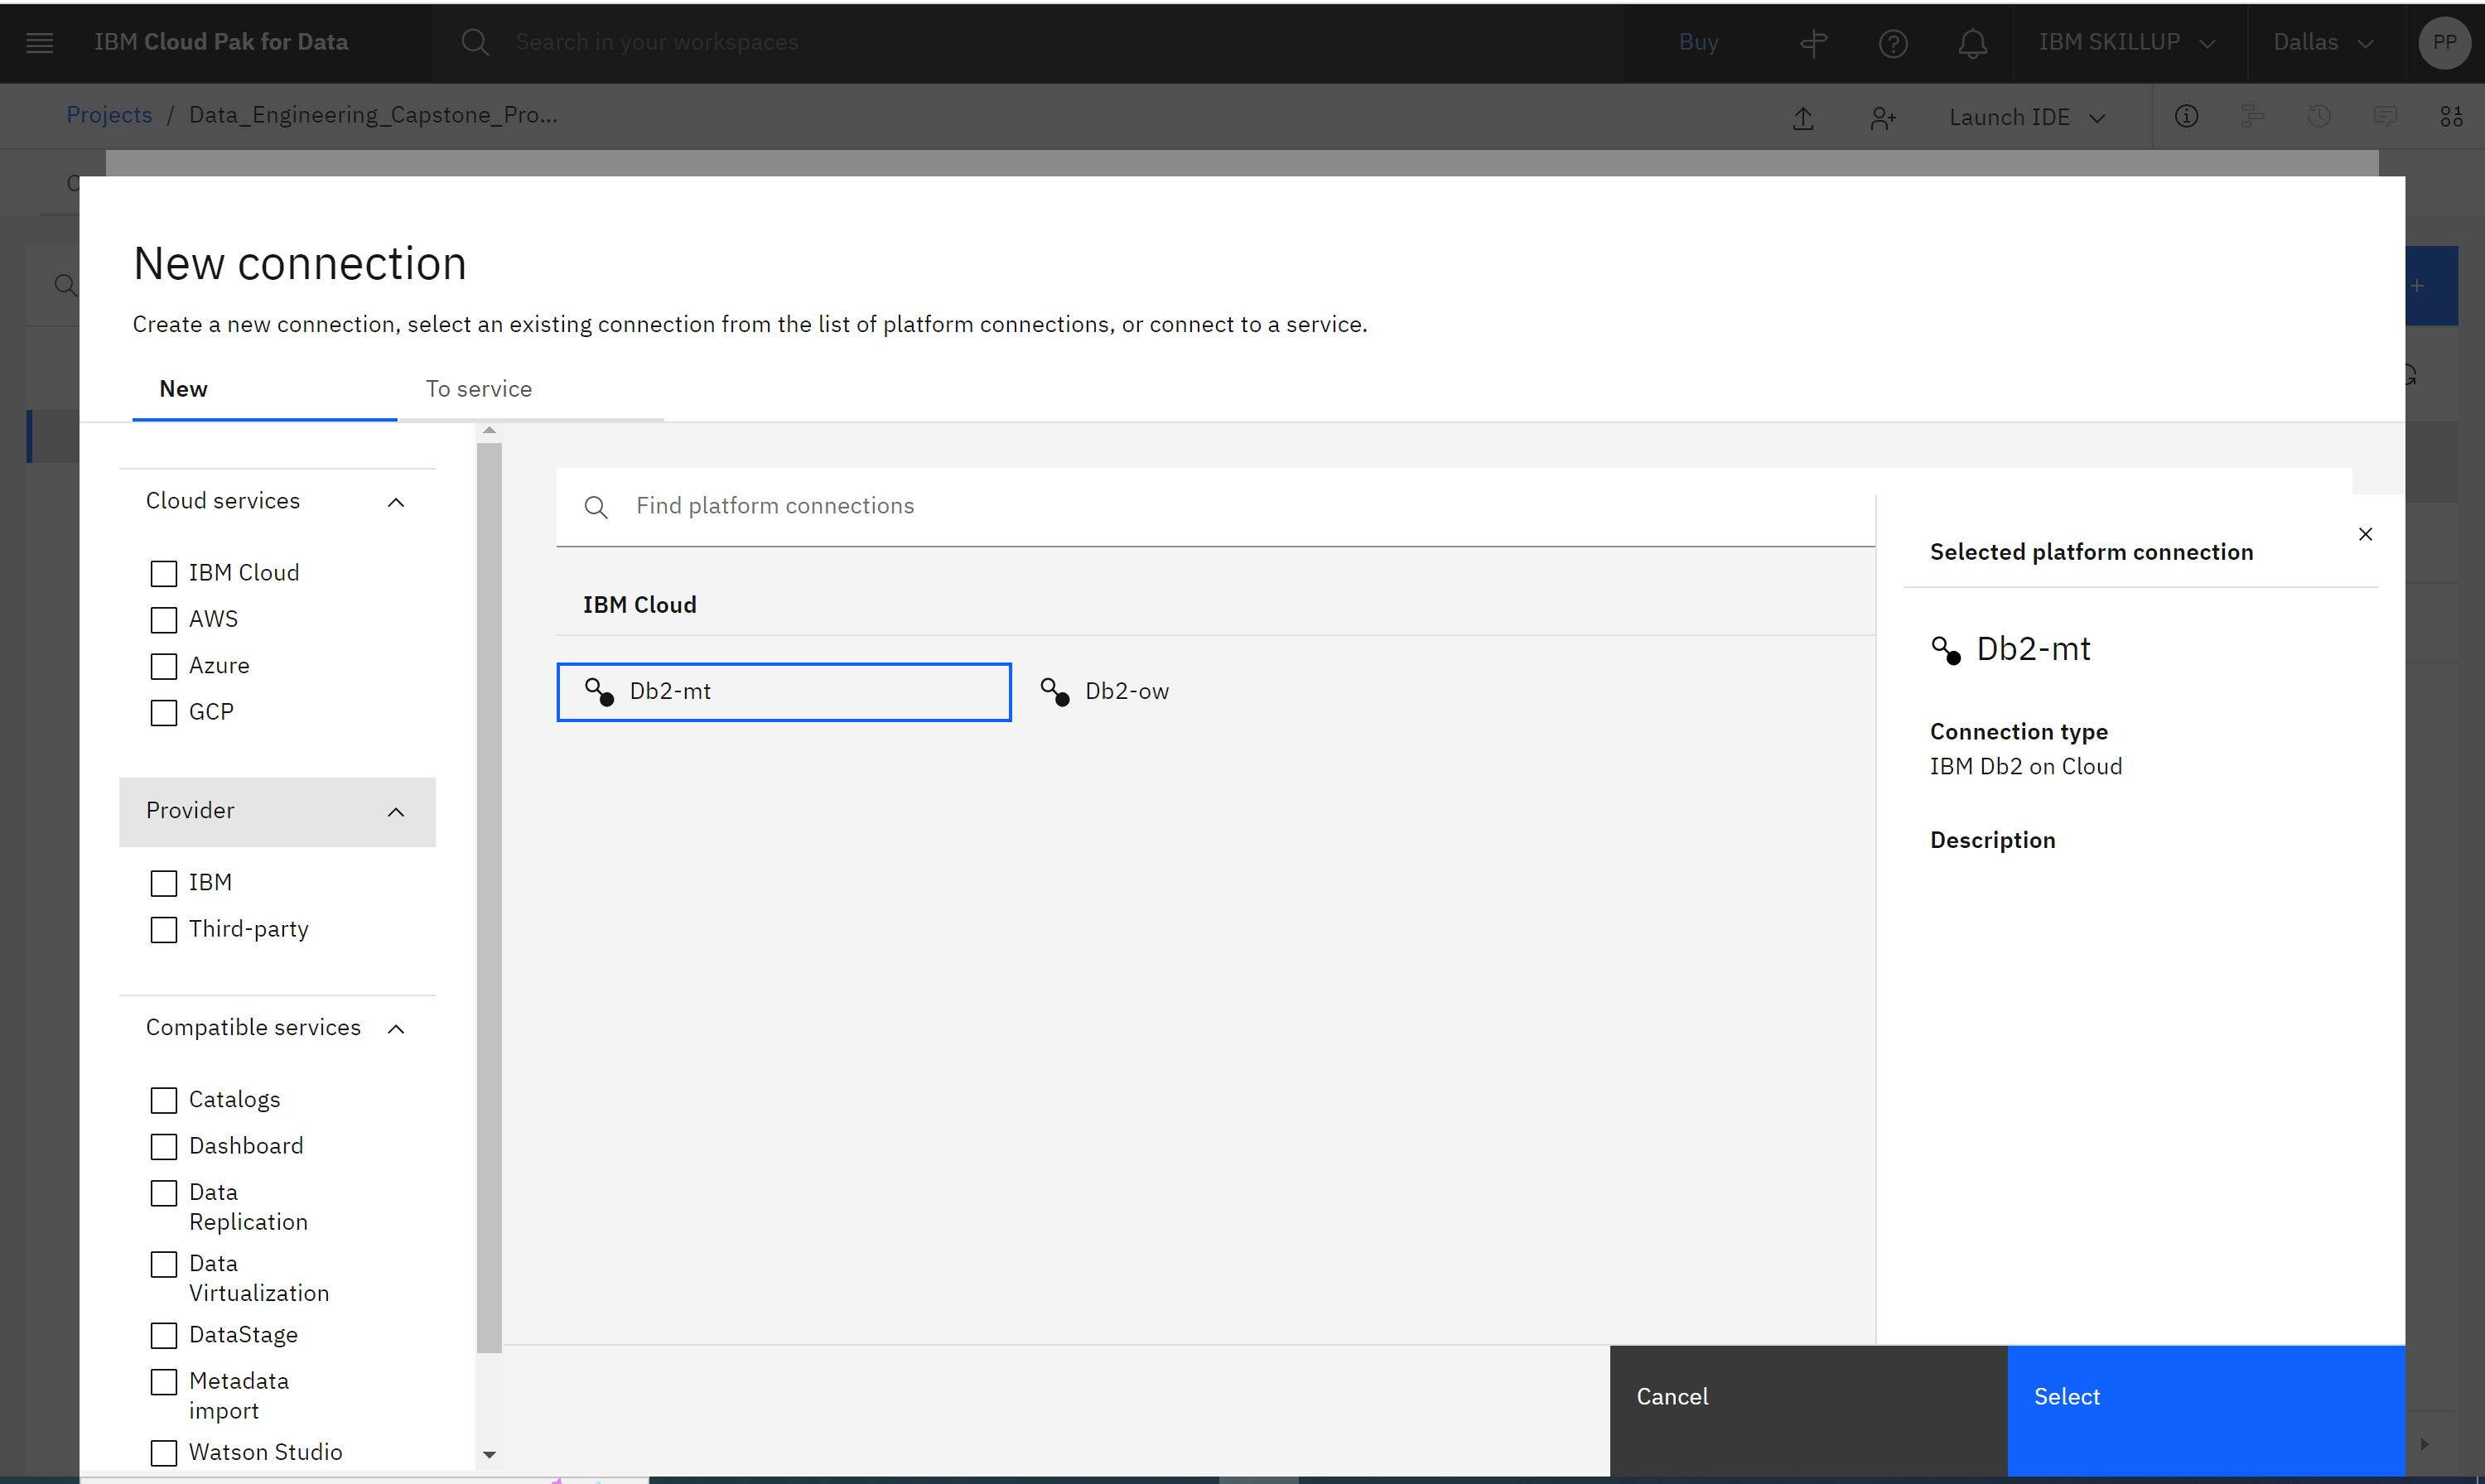 IBM Cloud Pak for Data
Search in your workspaces
Buy
IBM SKILLUP
Dallas
PP
Projects / Data_Engineering_Capstone_Pro...
Launch IDE
New connection
Create a new connection, select an existing connection from the list of platform connections, or connect to a service.
New
To service
Cloud services
IBM Cloud
AWS
Azure
GCP
Provider
IBM
Third-party
Compatible services
Catalogs
Dashboard
Data
Replication
Data
Virtualization
DataStage
Metadata
import
Watson Studio
Find platform connections
IBM Cloud
Db2-mt
Db2-ow
Selected platform connection
Db2-mt
Connection type
IBM Db2 on Cloud
Description
Cancel
Select